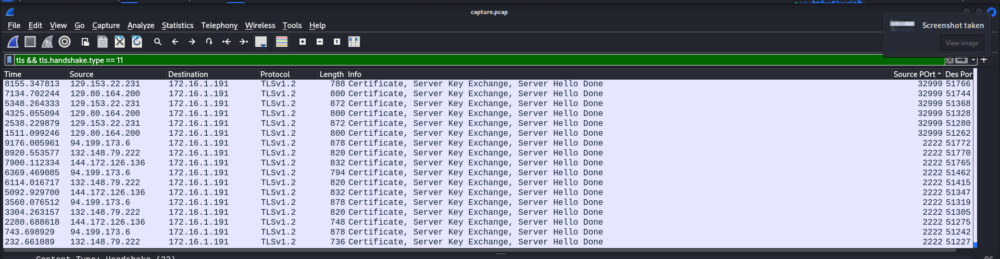 capture.pcap
File Edit View Go Capture Analyze Statistics Telephony Wireless Tools Help
Screenshot taken
View image
tls && tls.handshake.type == 11
Time Source Destination Protocol Length Info Source POrt Des Por
8155.347813 129.153.22.231 172.16.1.191 TLSv1.2 788 Certificate, Server Key Exchange, Server Hello Done 32999 51766
7134.702244 129.80.164.200 172.16.1.191 TLSv1.2 800 Certificate, Server Key Exchange, Server Hello Done 32999 51744
5348.264333 129.153.22.231 172.16.1.191 TLSv1.2 872 Certificate, Server Key Exchange, Server Hello Done 32999 51368
4325.055094 129.80.164.200 172.16.1.191 TLSv1.2 800 Certificate, Server Key Exchange, Server Hello Done 32999 51328
2538.229879 129.153.22.231 172.16.1.191 TLSv1.2 872 Certificate, Server Key Exchange, Server Hello Done 32999 51280
1511.099246 129.80.164.200 172.16.1.191 TLSv1.2 800 Certificate, Server Key Exchange, Server Hello Done 32999 51262
9176.005961 94.199.173.6 172.16.1.191 TLSv1.2 878 Certificate, Server Key Exchange, Server Hello Done 2222 51772
8920.553577 132.148.79.222 172.16.1.191 TLSv1.2 820 Certificate, Server Key Exchange, Server Hello Done 2222 51770
7900.112334 144.172.126.136 172.16.1.191 TLSv1.2 832 Certificate, Server Key Exchange, Server Hello Done 2222 51765
6369.469085 94.199.173.6 172.16.1.191 TLSv1.2 794 Certificate, Server Key Exchange, Server Hello Done 2222 51462
6114.016717 132.148.79.222 172.16.1.191 TLSv1.2 820 Certificate, Server Key Exchange, Server Hello Done 2222 51415
5092.929700 144.172.126.136 172.16.1.191 TLSv1.2 832 Certificate, Server Key Exchange, Server Hello Done 2222 51347
3560.076512 94.199.173.6 172.16.1.191 TLSv1.2 878 Certificate, Server Key Exchange, Server Hello Done 2222 51319
3304.263157 132.148.79.222 172.16.1.191 TLSv1.2 820 Certificate, Server Key Exchange, Server Hello Done 2222 51305
2280.688618 144.172.126.136 172.16.1.191 TLSv1.2 748 Certificate, Server Key Exchange, Server Hello Done 2222 51275
743.698929 94.199.173.6 172.16.1.191 TLSv1.2 878 Certificate, Server Key Exchange, Server Hello Done 2222 51242
232.661089 132.148.79.222 172.16.1.191 TLSv1.2 736 Certificate, Server Key Exchange, Server Hello Done 2222 51227
Content Type: Handshake (22)